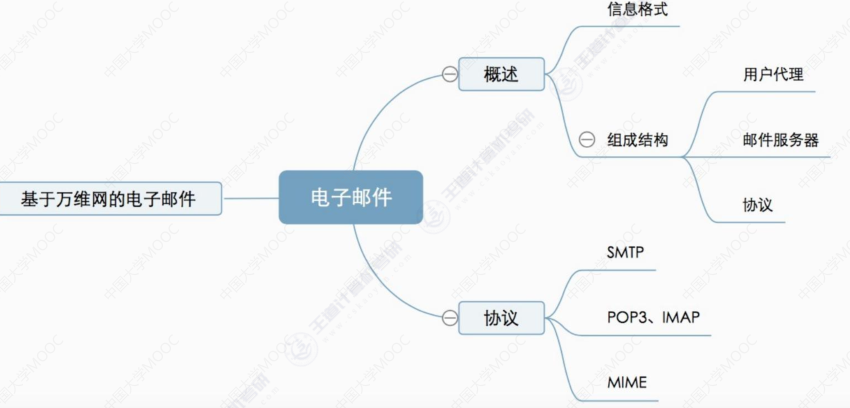 信息格式
概述
用户代理
组成结构
邮件服务器
基于万维网的电子邮件
电子邮件
协议
SMTP
协议
POP3、IMAP
MIME
中国大学MOOC
王道计算机考研